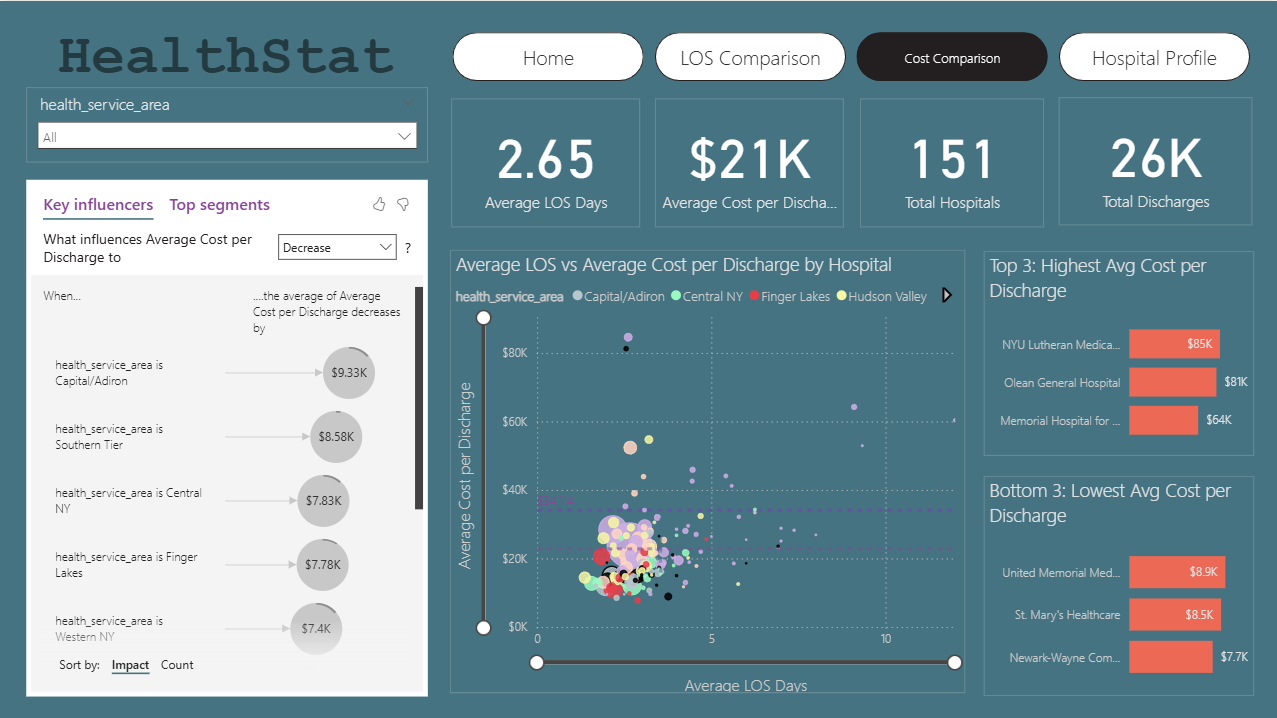 HealthStat
Home
LOS Comparison
Cost Comparison
Hospital Profile
health_service_area
All
2.65
Average LOS Days
$21K
Average Cost per Discha...
151
Total Hospitals
26K
Total Discharges
Key influencers
Top segments
What influences Average Cost per
Discharge to
Decrease
?
When...
....the average of Average
Cost per Discharge decreases
by
health_service_area is
Capital/Adiron
$9.33K
health_service_area is
Southern Tier
$8.58K
health_service_area is Central
NY
$7.83K
health_service_area is Finger
Lakes
$7.78K
health_service_area is
Western NY
$7.4K
Sort by:
Impact
Count
Average LOS vs Average Cost per Discharge by Hospital
health_service_area
Capital/Adiron
Central NY
Finger Lakes
Hudson Valley
Average Cost per Discharge
$80K
$60K
$40K
$20K
$0K
0
5
10
Average LOS Days
Top 3: Highest Avg Cost per
Discharge
NYU Lutheran Medica...
$85K
Olean General Hospital
$81K
Memorial Hospital for ...
$64K
Bottom 3: Lowest Avg Cost per
Discharge
United Memorial Med...
$8.9K
St. Mary's Healthcare
$8.5K
Newark-Wayne Com...
$7.7K